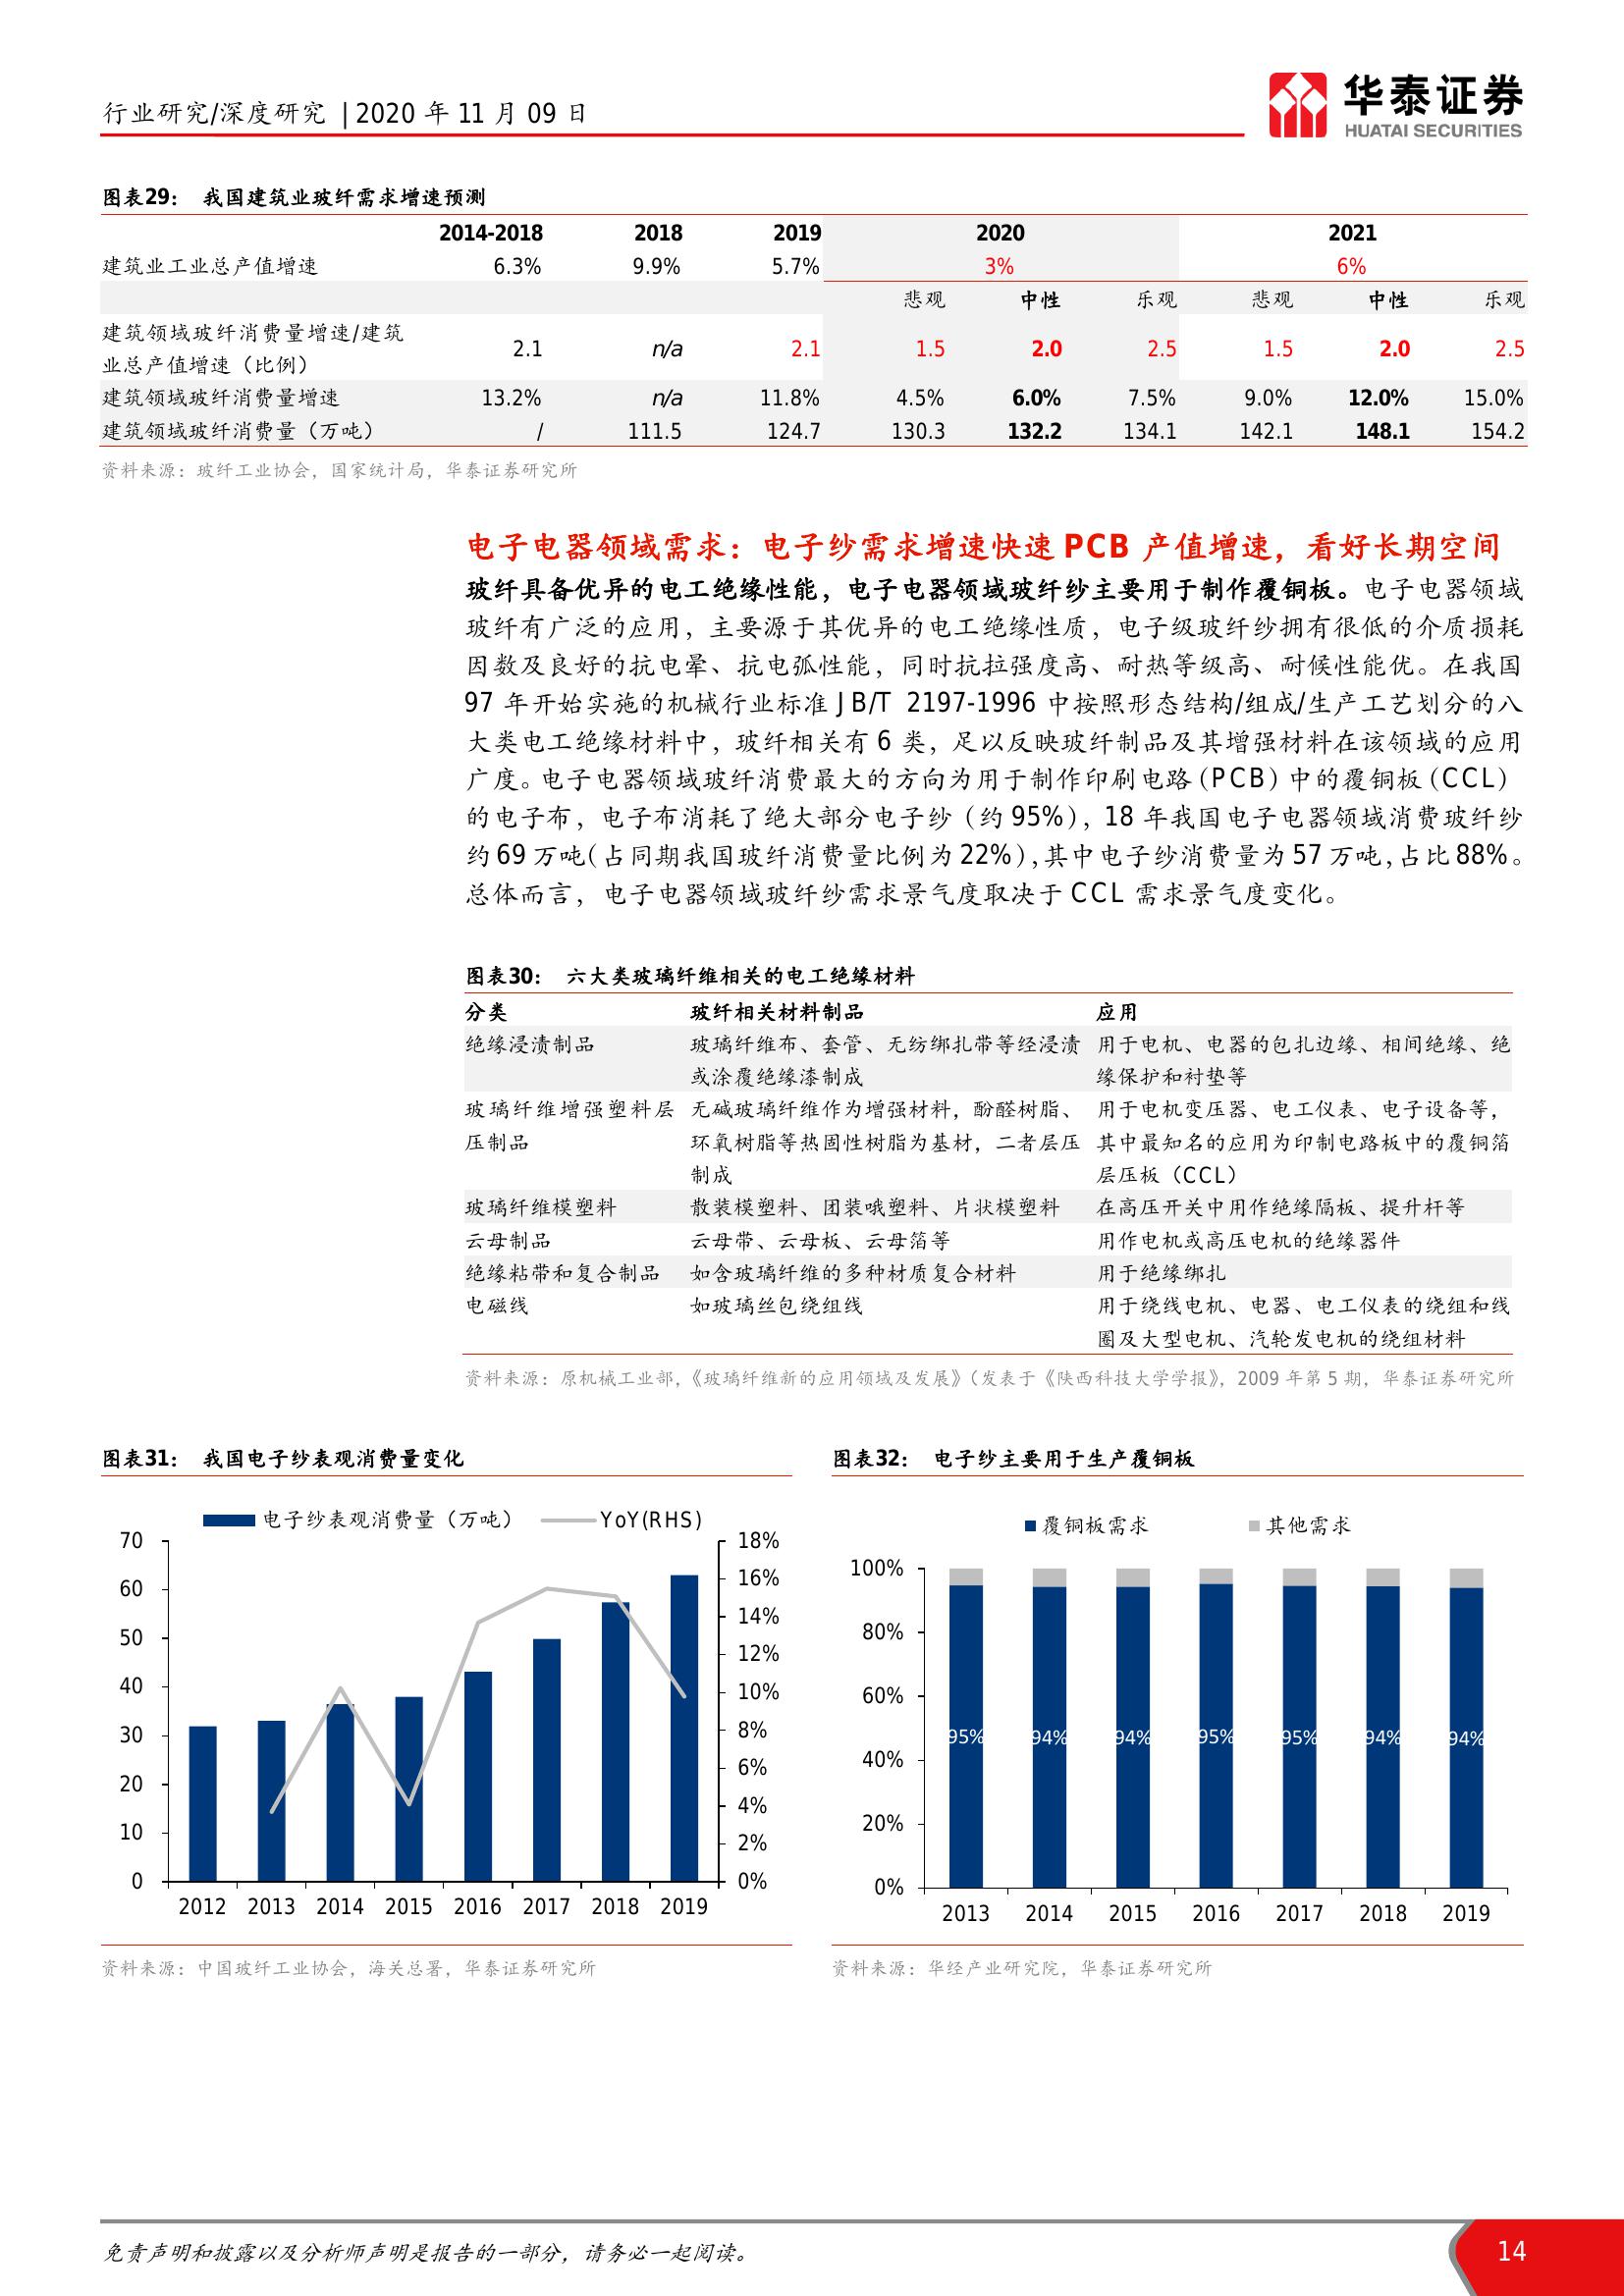 行业研究/深度研究 | 2020 年 11 月 09 日
华泰证券
HUATAI SECURITIES
图表29： 我国建筑业玻纤需求增速预测
2014-2018 2018 2019 2020 2021
建筑业工业总产值增速 6.3% 9.9% 5.7% 3% 6%
悲观 中性 乐观 悲观 中性 乐观
建筑领域玻纤消费量增速/建筑
业总产值增速（比例） 2.1 n/a 2.1 1.5 2.0 2.5 1.5 2.0 2.5
建筑领域玻纤消费量增速 13.2% n/a 11.8% 4.5% 6.0% 7.5% 9.0% 12.0% 15.0%
建筑领域玻纤消费量（万吨） / 111.5 124.7 130.3 132.2 134.1 142.1 148.1 154.2
资料来源：玻纤工业协会，国家统计局，华泰证券研究所
电子电器领域需求：电子纱需求增速快速 PCB 产值增速，看好长期空间
玻纤具备优异的电工绝缘性能，电子电器领域玻纤纱主要用于制作覆铜板。电子电器领域
玻纤有广泛的应用，主要源于其优异的电工绝缘性质，电子级玻纤纱拥有很低的介质损耗
因数及良好的抗电晕、抗电弧性能，同时抗拉强度高、耐热等级高、耐候性能优。在我国
97 年开始实施的机械行业标准 JB/T 2197-1996 中按照形态结构/组成/生产工艺划分的八
大类电工绝缘材料中，玻纤相关有 6 类，足以反映玻纤制品及其增强材料在该领域的应用
广度。电子电器领域玻纤消费最大的方向为用于制作印刷电路（PCB）中的覆铜板（CCL）
的电子布，电子布消耗了绝大部分电子纱（约 95%），18 年我国电子电器领域消费玻纤纱
约 69 万吨（占同期我国玻纤消费量比例为 22%），其中电子纱消费量为 57 万吨，占比 88%。
总体而言，电子电器领域玻纤纱需求景气度取决于 CCL 需求景气度变化。
图表30： 六大类玻璃纤维相关的电工绝缘材料
分类 玻纤相关材料制品 应用
绝缘浸渍制品 玻璃纤维布、套管、无纺绑扎带等经浸渍 用于电机、电器的包扎边缘、相间绝缘、绝
或涂覆绝缘漆制成 缘保护和衬垫等
玻璃纤维增强塑料层 无碱玻璃纤维作为增强材料，酚醛树脂、 用于电机变压器、电工仪表、电子设备等，
压制品 环氧树脂等热固性树脂为基材，二者层压 其中最知名的应用为印制电路板中的覆铜箔
制成 层压板（CCL）
玻璃纤维模塑料 散装模塑料、团装哦塑料、片状模塑料 在高压开关中用作绝缘隔板、提升杆等
云母制品 云母带、云母板、云母箔等 用作电机或高压电机的绝缘器件
绝缘粘带和复合制品 如含玻璃纤维的多种材质复合材料 用于绝缘绑扎
电磁线 如玻璃丝包绕组线 用于绕线电机、电器、电工仪表的绕组和线
圈及大型电机、汽轮发电机的绕组材料
资料来源：原机械工业部，《玻璃纤维新的应用领域及发展》（发表于《陕西科技大学学报》，2009 年第 5 期，华泰证券研究所
图表31： 我国电子纱表观消费量变化
电子纱表观消费量（万吨） YoY(RHS)
70 18%
60 16%
50 14%
40 12%
30 10%
20 8%
10 6%
0 4%
2%
0%
2012 2013 2014 2015 2016 2017 2018 2019
资料来源：中国玻纤工业协会，海关总署，华泰证券研究所
图表32： 电子纱主要用于生产覆铜板
覆铜板需求 其他需求
100%
80%
60%
40%
20%
0%
95% 94% 94% 95% 95% 94% 94%
2013 2014 2015 2016 2017 2018 2019
资料来源：华经产业研究院，华泰证券研究所
免责声明和披露以及分析师声明是报告的一部分，请务必一起阅读。
14